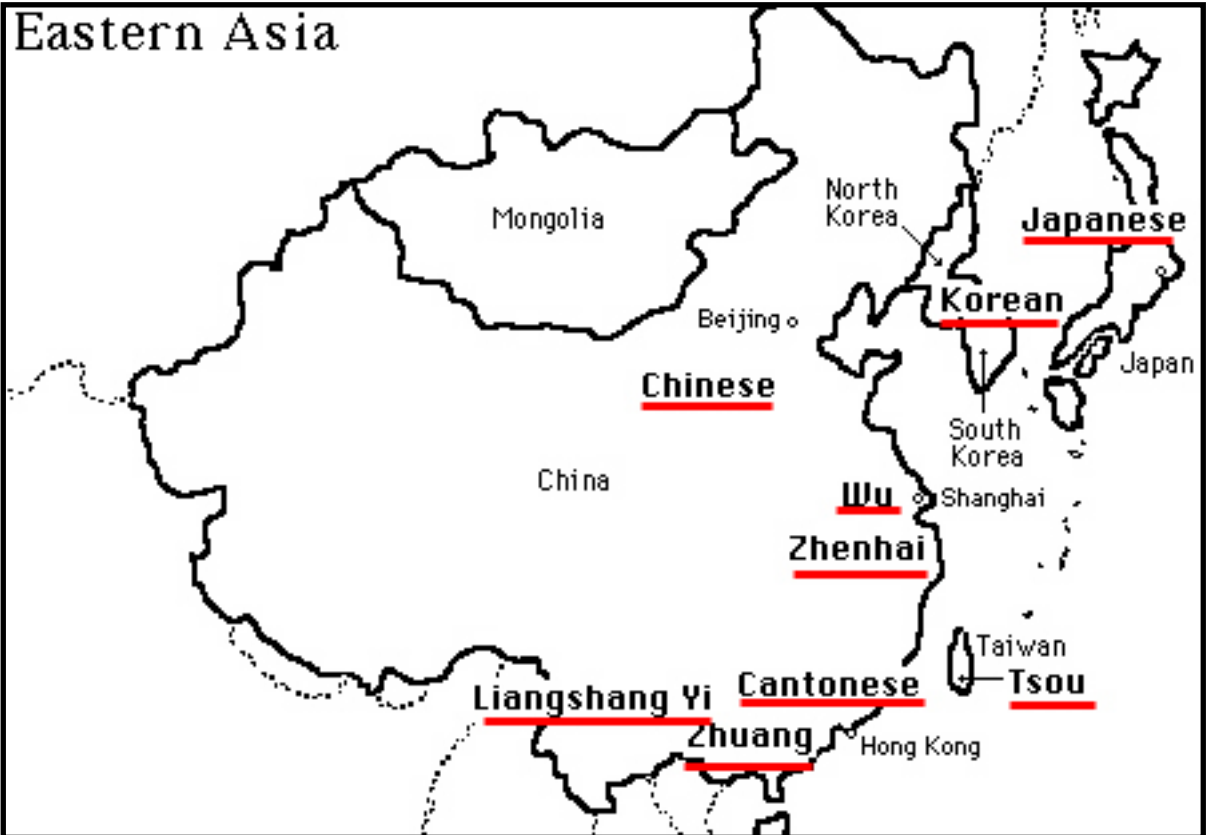 Eastern Asia
Mongolia
North
Korea
Japanese
Korean
Beijing
Japan
Chinese
South
Korea
China
Wu
Shanghai
Zhenhai
Taiwan
Tsou
Cantonese
Liangshang Yi
Zhuang
Hong Kong